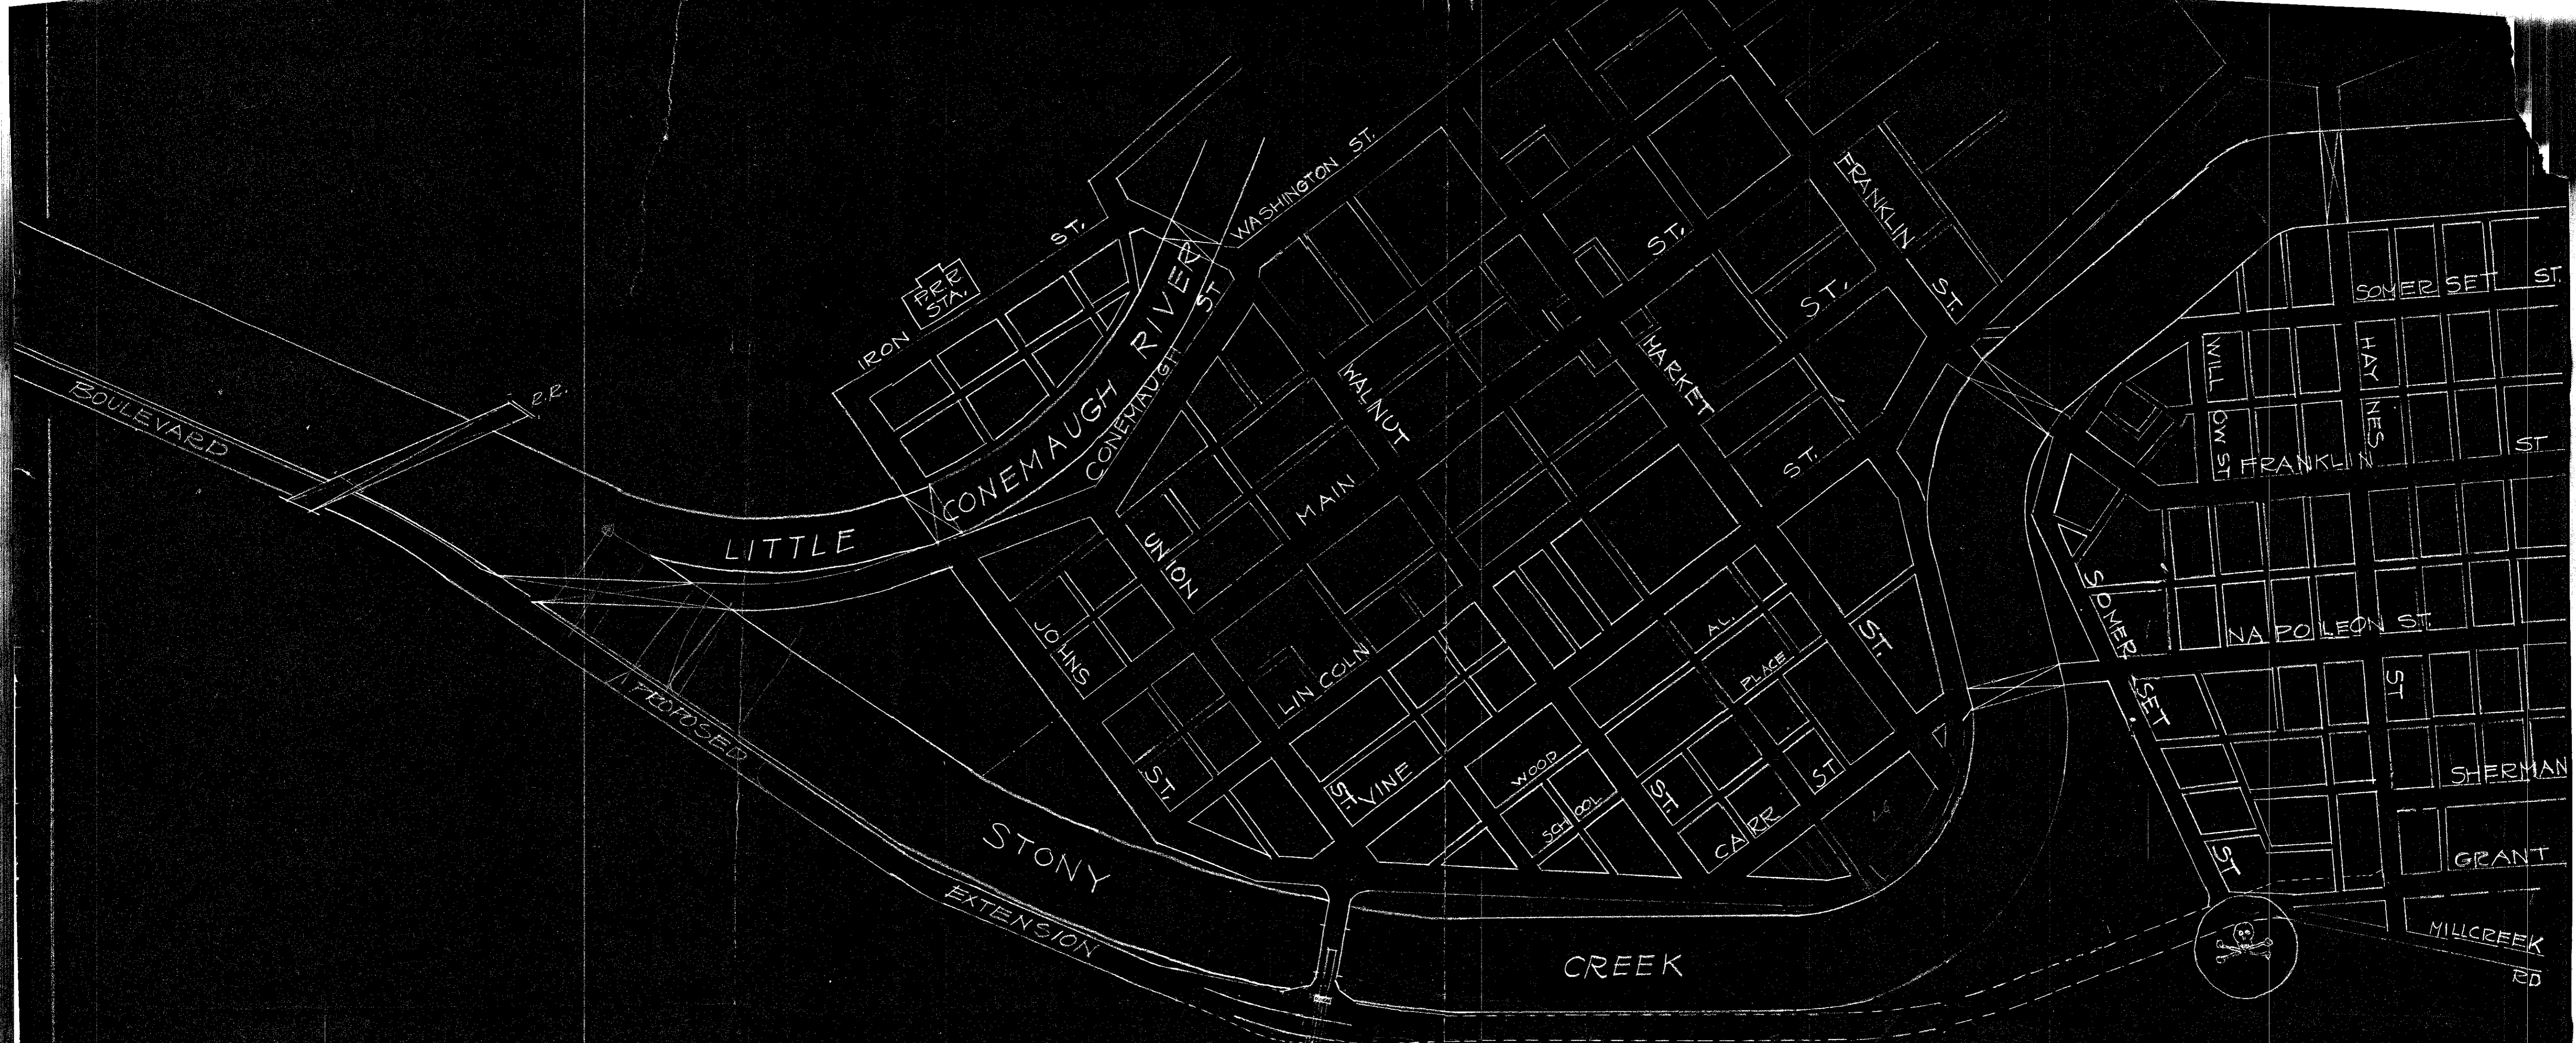 BOULEVARD
R.R.
PROPOSED
EXTENSION
IRON ST.
P.R.R.
STA.
LITTLE CONEMAUGH RIVER
CONEMAUGH ST.
WASHINGTON ST.
JOHNS ST.
UNION ST.
WALNUT ST.
MARKET ST.
FRANKLIN ST.
MAIN ST.
LINCOLN ST.
VINE ST.
WOOD
SCHOOL
AL.
PLACE
CARR ST
STONY CREEK
SOMERSET ST.
WILLOW ST
HAYNES ST
FRANKLIN ST
SOMERSET ST
NAPOLEON ST.
SHERMAN
GRANT
MILLCREEK
RD